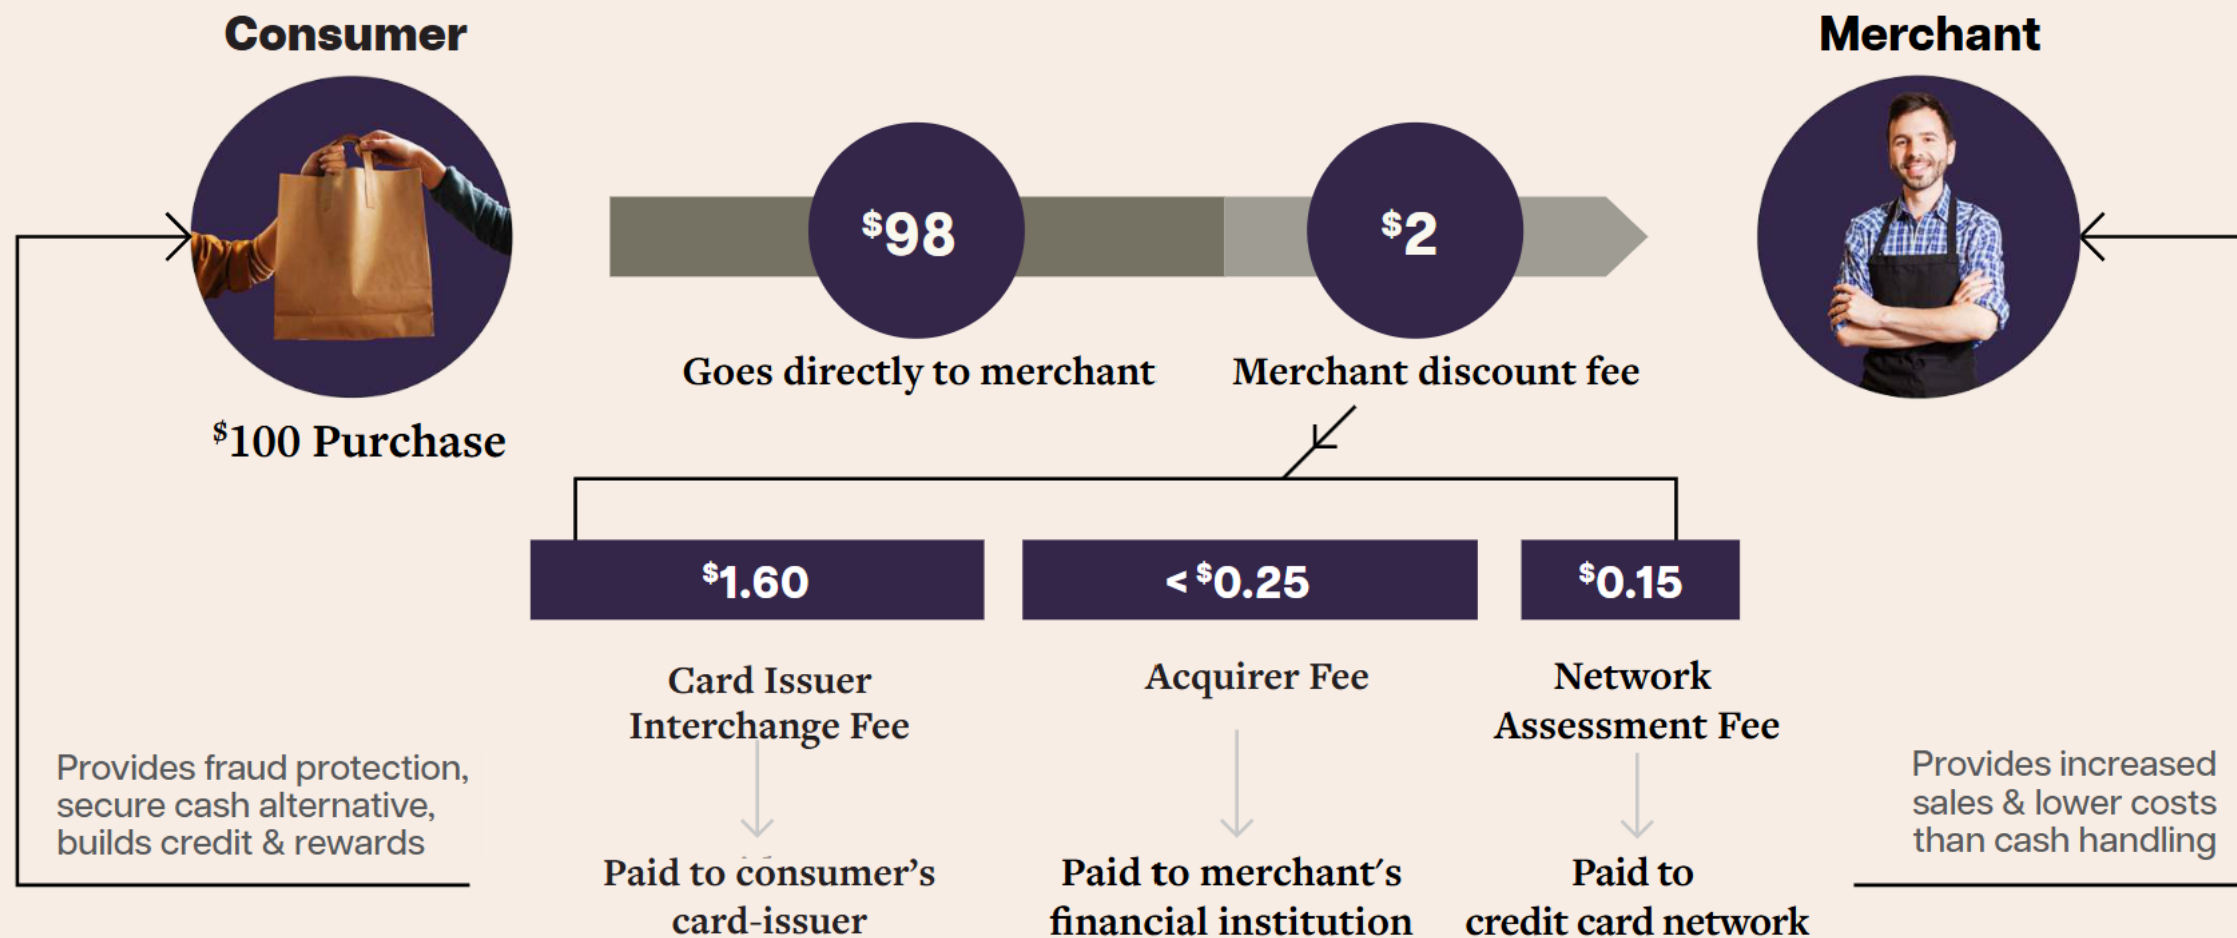 Consumer
Merchant
$98
$2
Goes directly to merchant
Merchant discount fee
$100 Purchase
$1.60
< $0.25
$0.15
Card Issuer
Interchange Fee
Acquirer Fee
Network
Assessment Fee
Provides fraud protection,
secure cash alternative,
builds credit & rewards
Provides increased
sales & lower costs
than cash handling
Paid to consumer’s
card-issuer
Paid to merchant's
financial institution
Paid to
credit card network